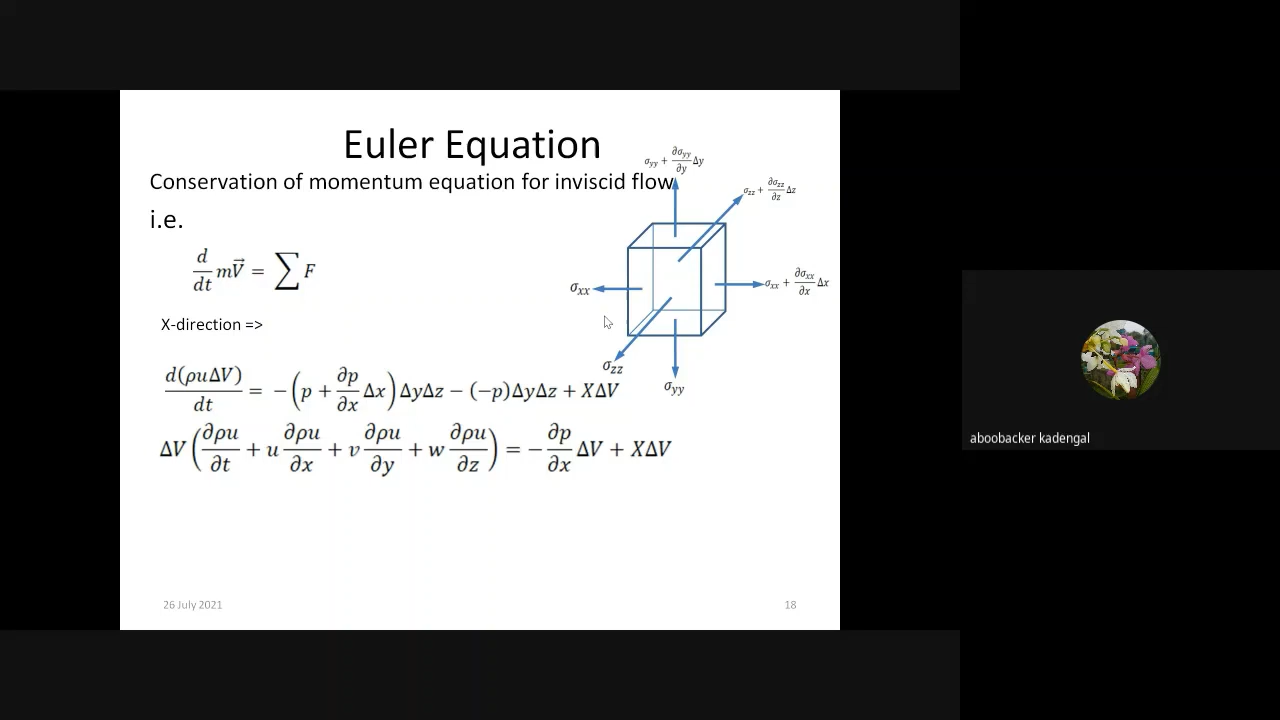 Euler Equation
Conservation of momentum equation for inviscid flow
i.e.
d/dt mV⃗ = ∑ F
X-direction =>
d(ρuΔV)/dt = −(p + ∂p/∂x Δx)ΔyΔz − (−p)ΔyΔz + XΔV
ΔV(∂ρu/∂t + u ∂ρu/∂x + v ∂ρu/∂y + w ∂ρu/∂z) = −∂p/∂x ΔV + XΔV
σyy + ∂σyy/∂y Δy
σzz + ∂σzz/∂z Δz
σxx
σxx + ∂σxx/∂x Δx
σzz
σyy
26 July 2021
18
aboobacker kadengal